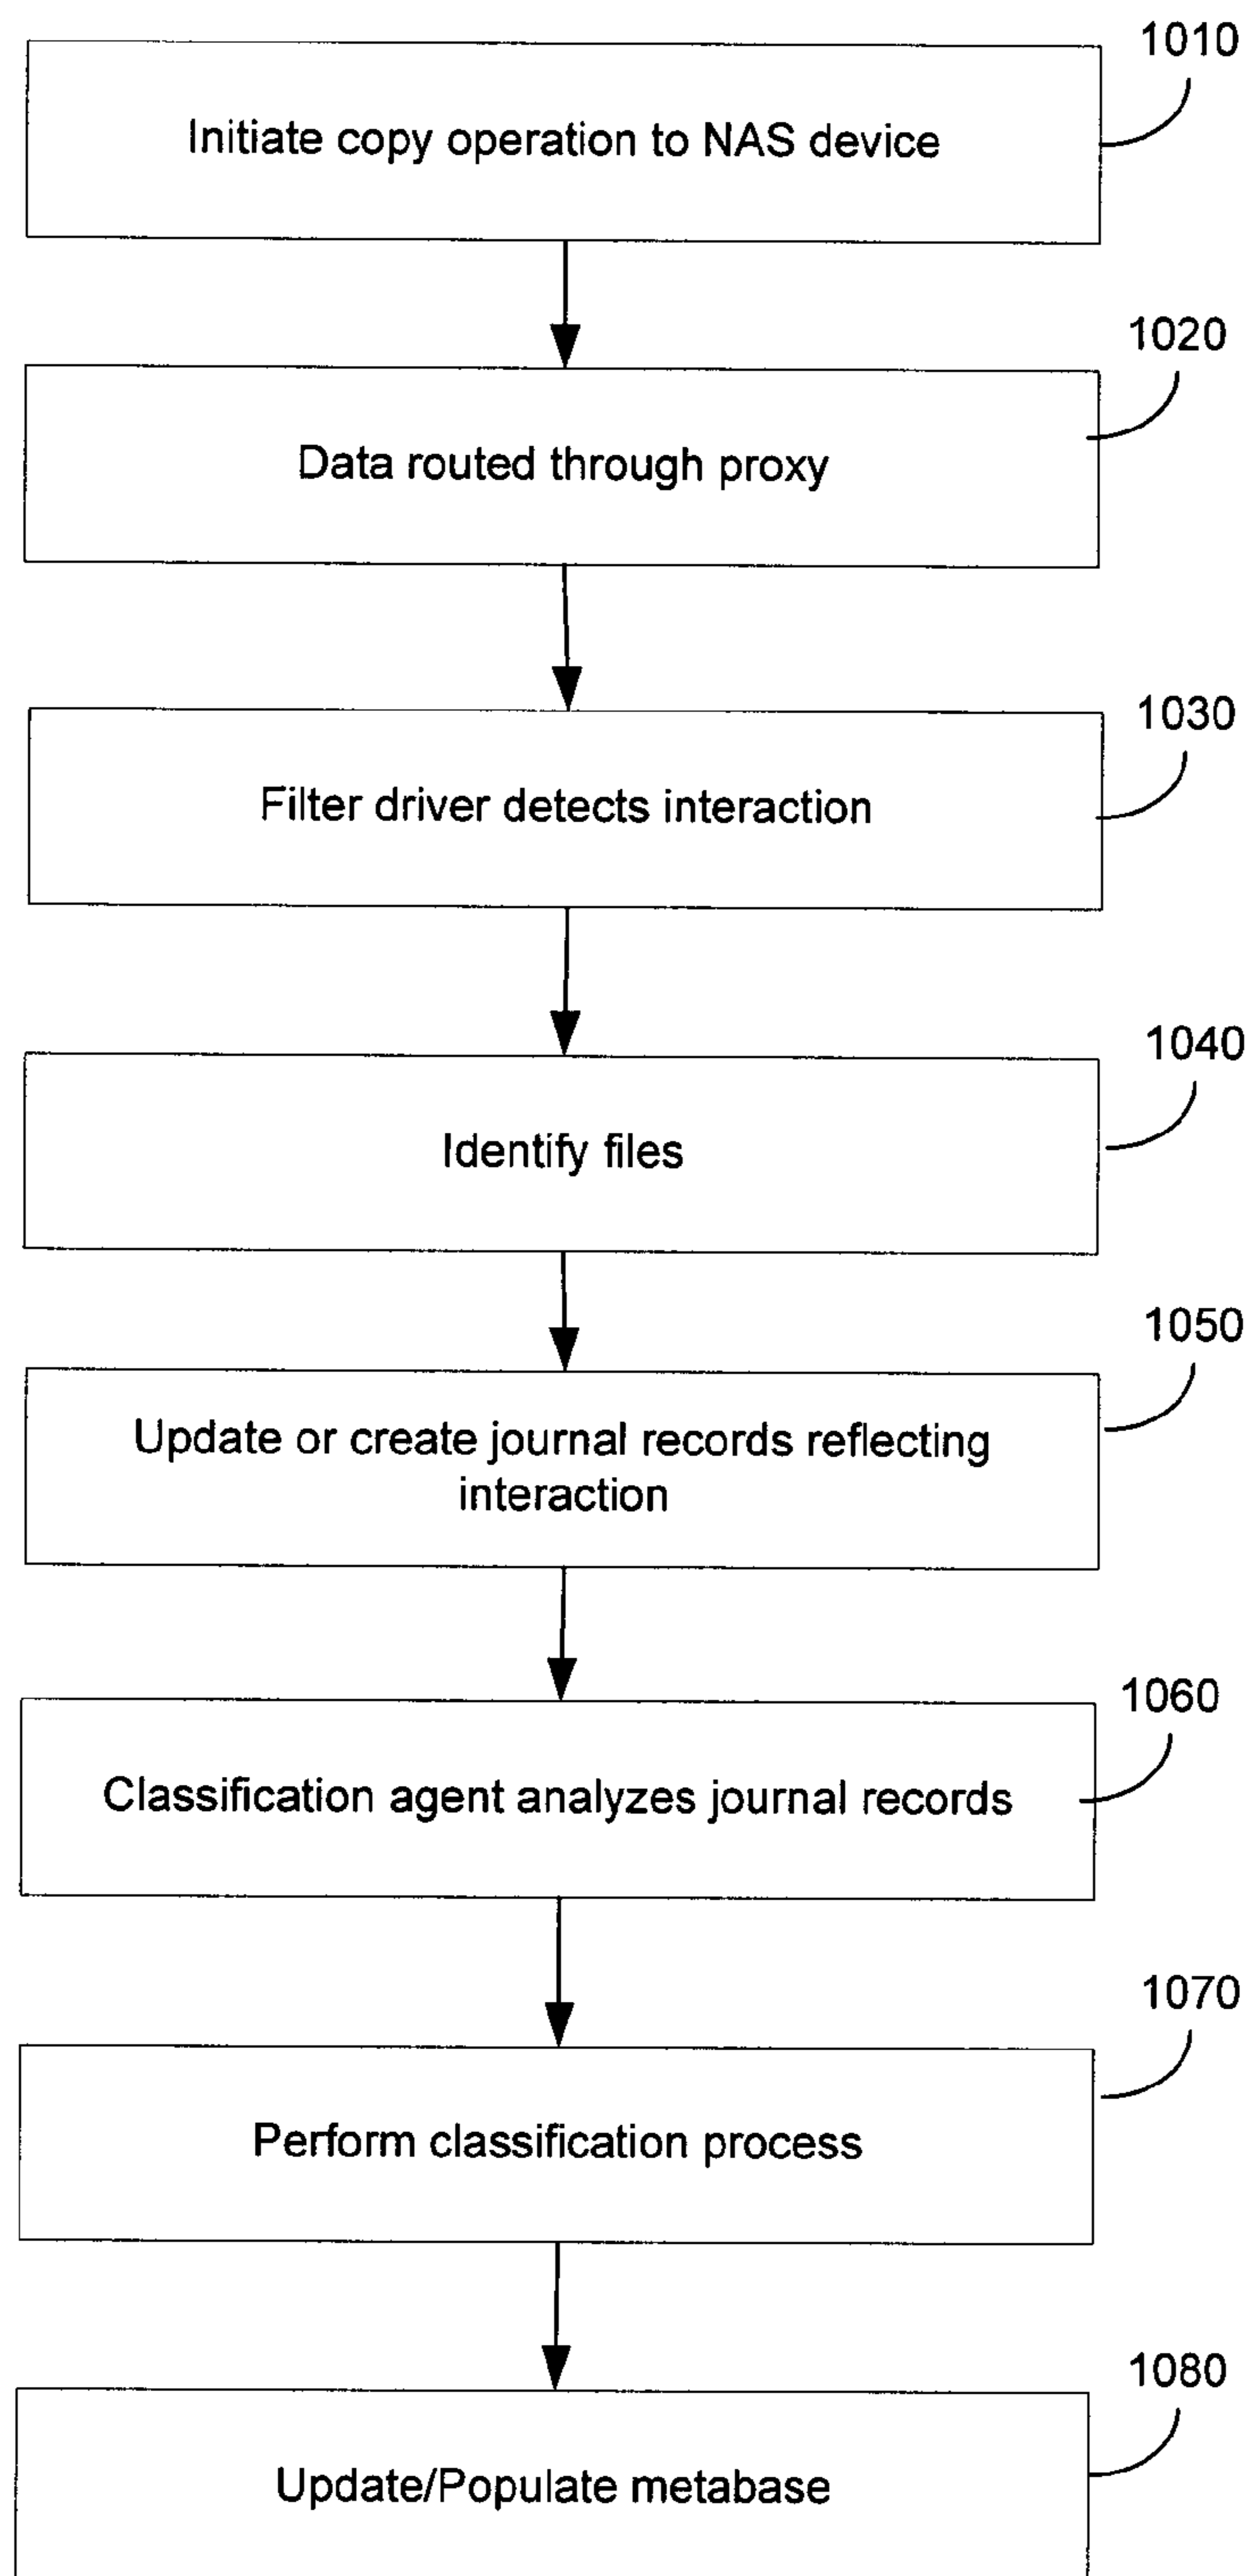 1010
Initiate copy operation to NAS device
1020
Data routed through proxy
1030
Filter driver detects interaction
1040
Identify files
1050
Update or create journal records reflecting
interaction
1060
Classification agent analyzes journal records
1070
Perform classification process
1080
Update/Populate metabase